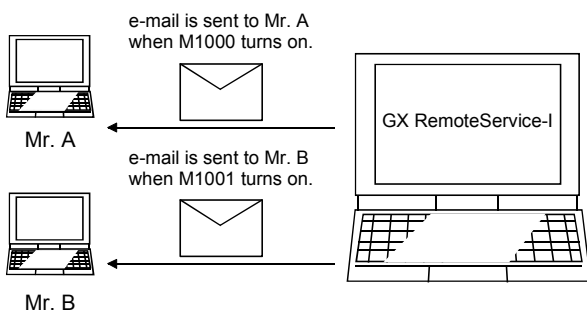 e-mail is sent to Mr. A
when M1000 turns on.
GX RemoteService-I
Mr. A
e-mail is sent to Mr. B
when M1001 turns on.
Mr. B